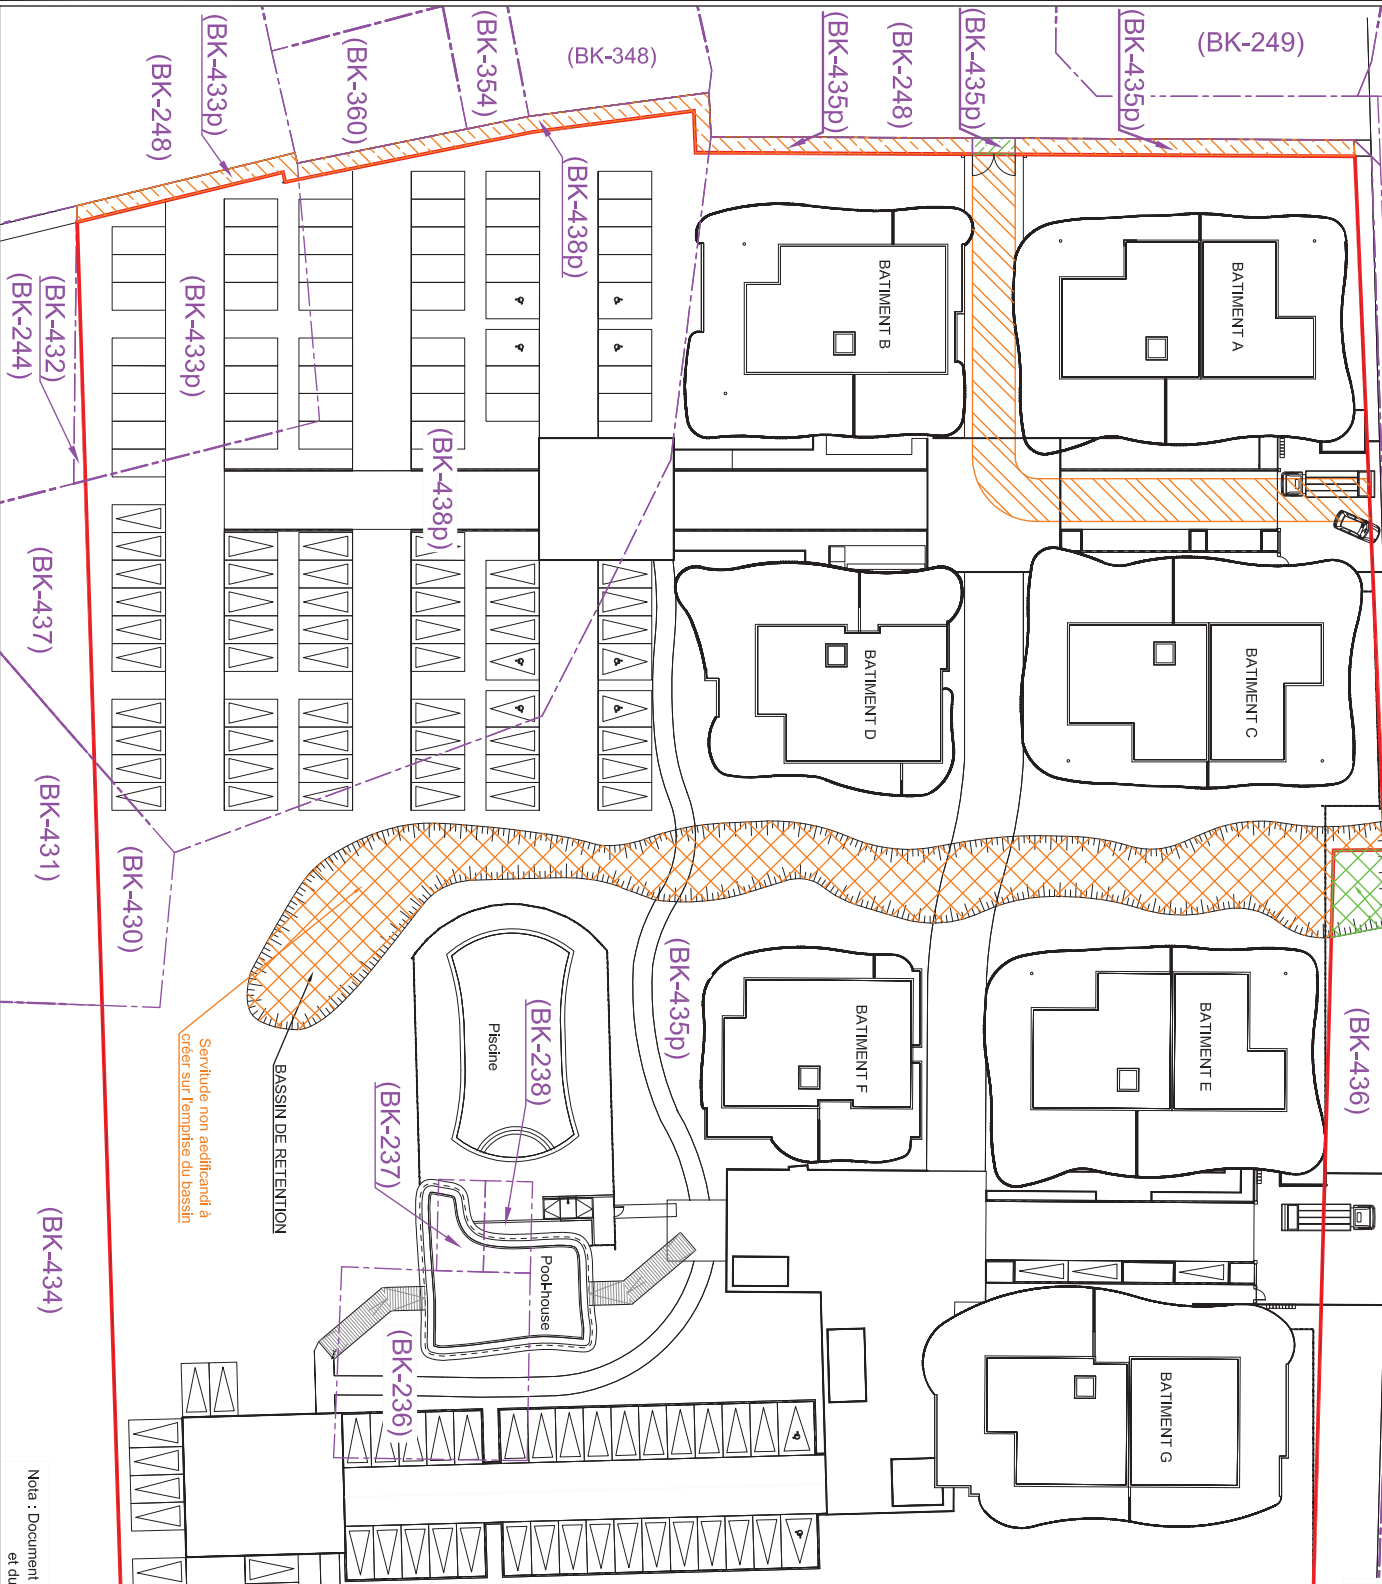 (BK-249)
(BK-435p)
(BK-435p)
(BK-248)
(BK-435p)
(BK-348)
(BK-354)
(BK-360)
(BK-433p)
(BK-248)
(BK-438p)
BATIMENT A
BATIMENT B
(BK-433p)
(BK-432)
(BK-244)
(BK-438p)
(BK-437)
BATIMENT C
BATIMENT D
(BK-431)
(BK-430)
(BK-435p)
(BK-436)
BATIMENT E
BATIMENT F
Piscine
(BK-238)
(BK-237)
BASSIN DE RETENTION
Servitude non aedificandi à
créer sur l'emprise du bassin
(BK-434)
Pool-house
(BK-236)
BATIMENT G
Nota : Document
et du